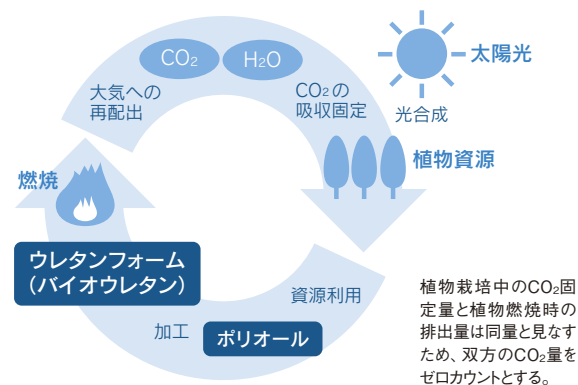 CO₂
H₂O
太陽光
大気への
再配出
CO₂の
吸収固定
光合成
植物資源
燃焼
ウレタンフォーム
（バイオウレタン）
資源利用
加工
ポリオール
植物栽培中のCO₂固
定量と植物燃焼時の
排出量は同量と見なす
ため、双方のCO₂量を
ゼロカウントとする。